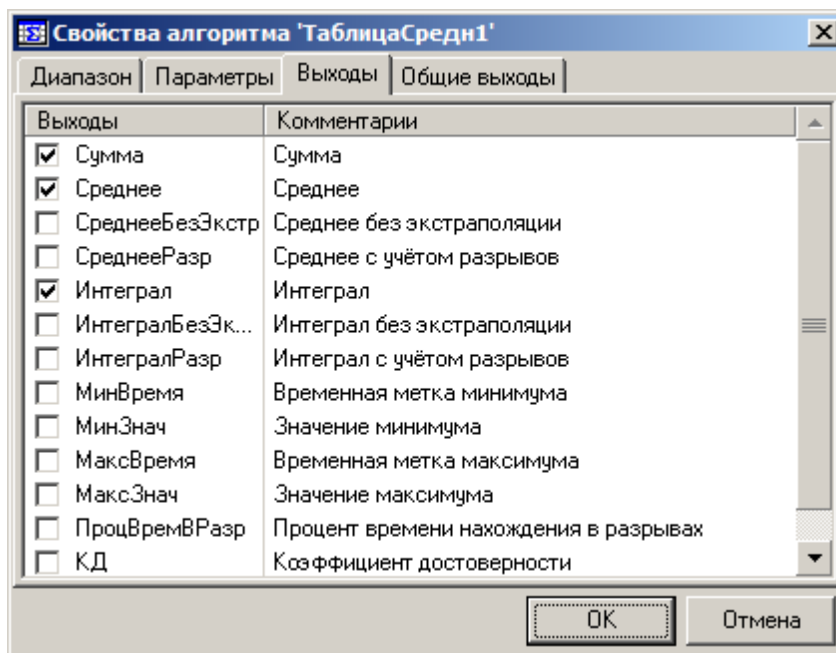 Свойства алгоритма 'ТаблицаСредн1'
Диапазон Параметры Выходы Общие выходы
Выходы Комментарии
Сумма Сумма
Среднее Среднее
СреднееБезЭкстр Среднее без экстраполяции
СреднееРазр Среднее с учётом разрывов
Интеграл Интеграл
ИнтегралБезЭк... Интеграл без экстраполяции
ИнтегралРазр Интеграл с учётом разрывов
МинВремя Временная метка минимума
МинЗнач Значение минимума
МаксВремя Временная метка максимума
МаксЗнач Значение максимума
ПроцВремВРазр Процент времени нахождения в разрывах
КД Коэффициент достоверности
OK Отмена